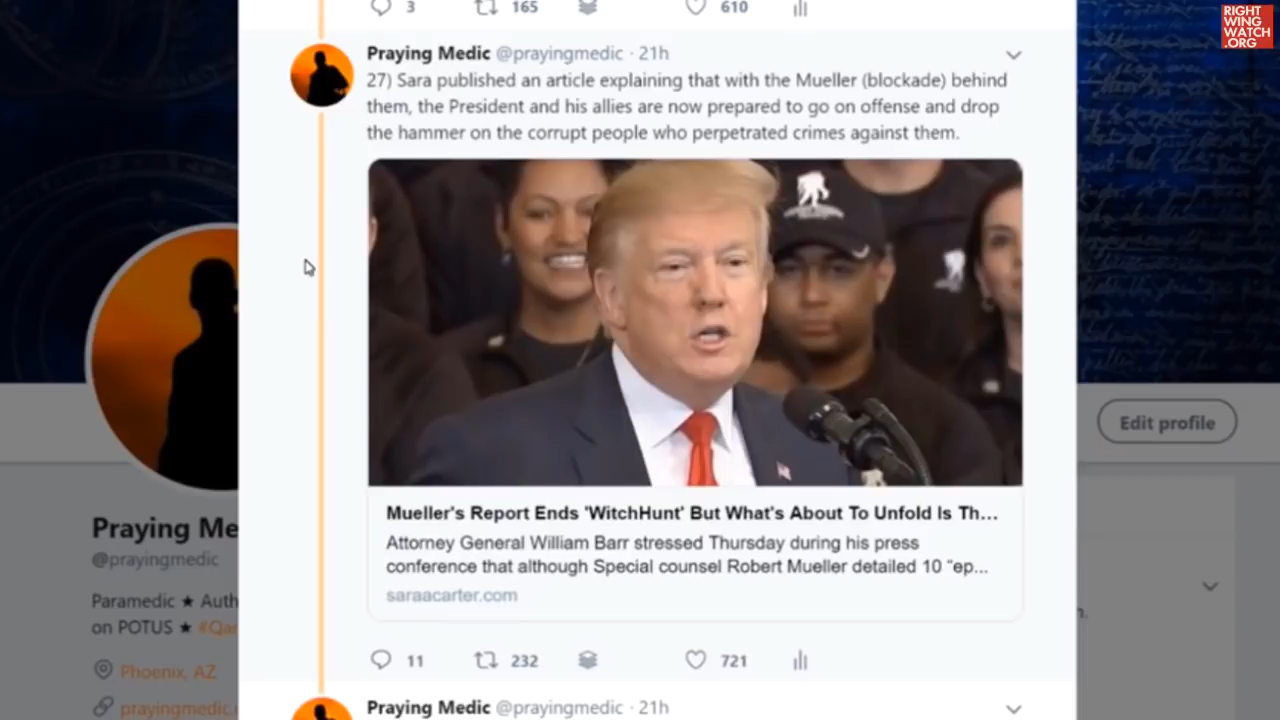 RIGHT
WING
WATCH
.ORG
3 165 610
Praying Medic @prayingmedic · 21h
27) Sara published an article explaining that with the Mueller (blockade) behind
them, the President and his allies are now prepared to go on offense and drop
the hammer on the corrupt people who perpetrated crimes against them.
Mueller's Report Ends 'WitchHunt' But What's About To Unfold Is Th...
Attorney General William Barr stressed Thursday during his press
conference that although Special counsel Robert Mueller detailed 10 "ep...
saraacarter.com
11 232 721
Praying Medic @prayingmedic · 21h
Edit profile
Praying Me
@prayingmedic
Paramedic ★ Auth
on POTUS ★ #Qa
Phoenix, AZ
prayingmedic.